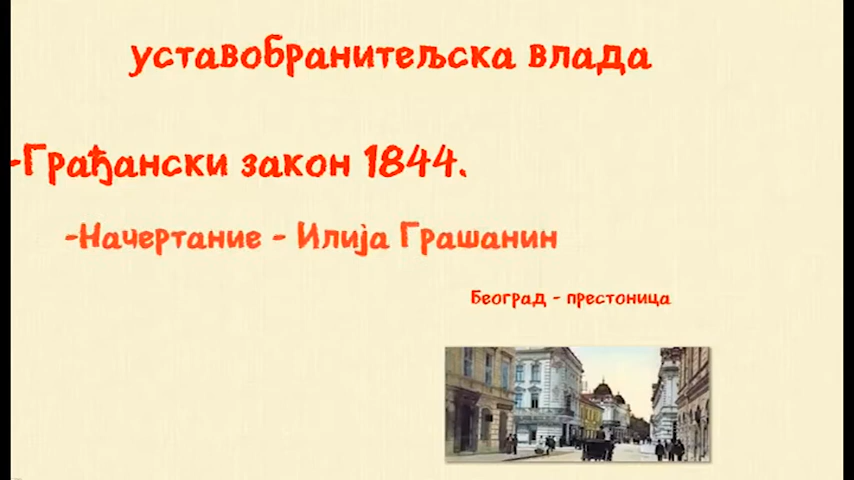 уставобранитељска влада
-Грађански закон 1844.
-Начертание - Илија Грашанин
Београд - престоница